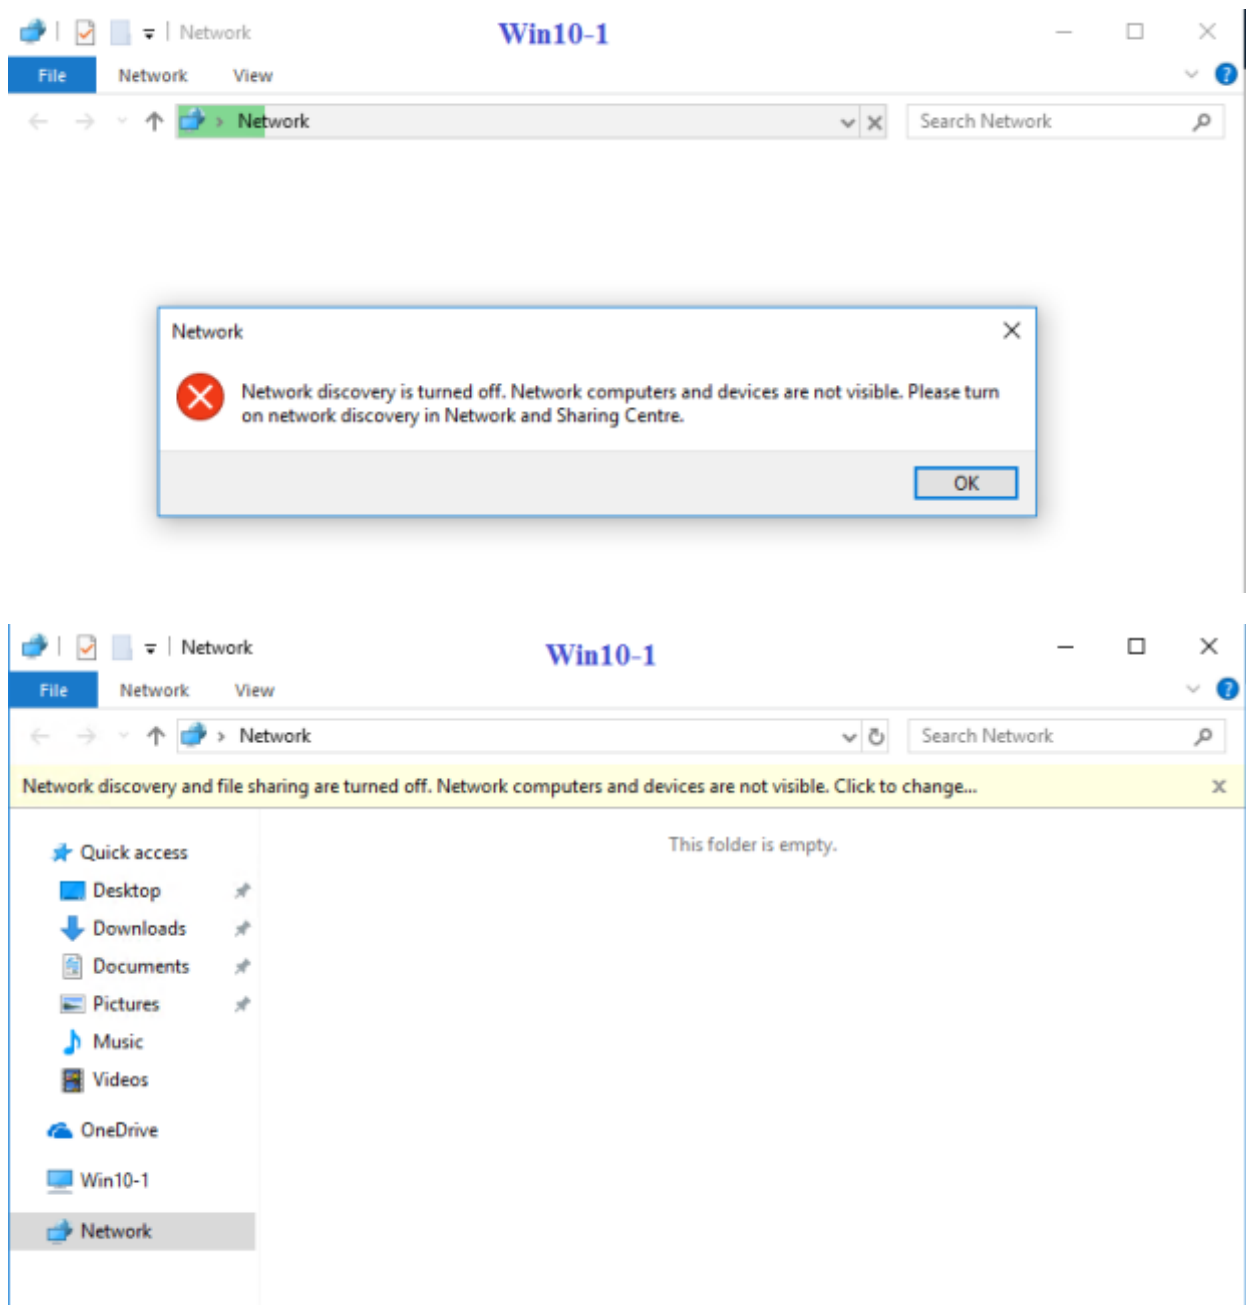 Network
Win10-1
File Network View
Network
Search Network
Network
Network discovery is turned off. Network computers and devices are not visible. Please turn
on network discovery in Network and Sharing Centre.
OK
Network
Win10-1
File Network View
Network
Search Network
Network discovery and file sharing are turned off. Network computers and devices are not visible. Click to change...
This folder is empty.
Quick access
Desktop
Downloads
Documents
Pictures
Music
Videos
OneDrive
Win10-1
Network